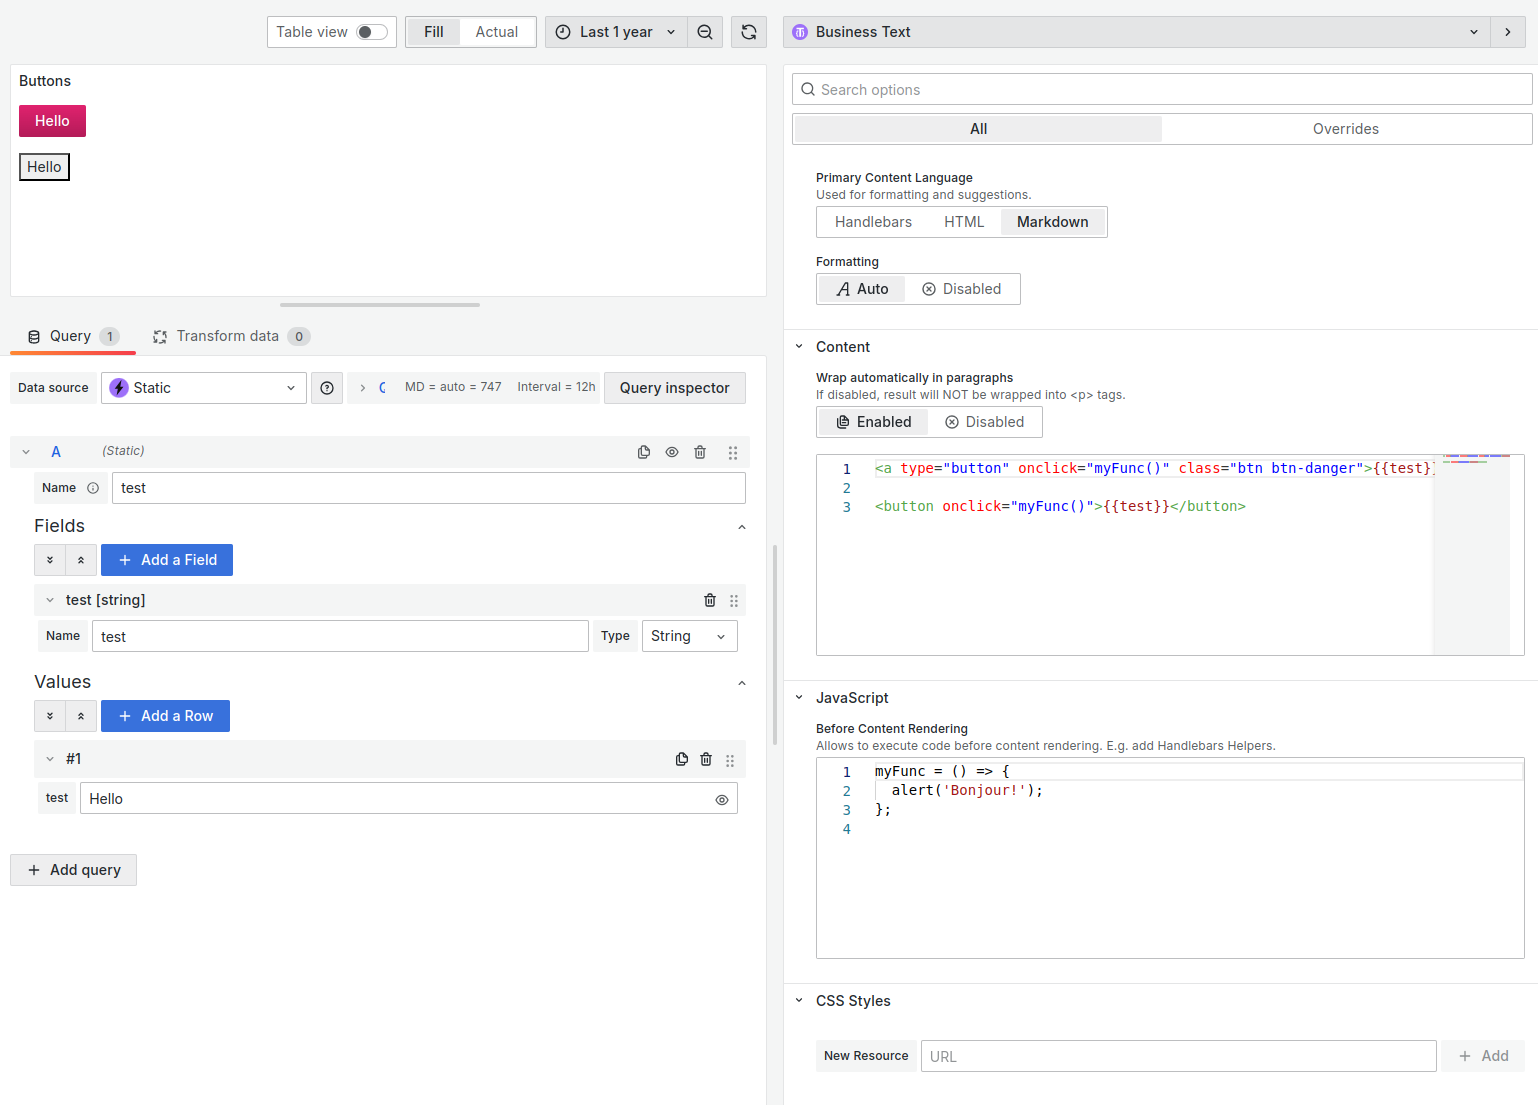 Table view
Fill
Actual
Last 1 year
Buttons
Hello
Hello
Query 1
Transform data 0
Data source
Static
MD = auto = 747
Interval = 12h
Query inspector
A
(Static)
Name
test
Fields
Add a Field
test [string]
Name
test
Type
String
Values
Add a Row
#1
test
Hello
Add query
Business Text
Search options
All
Overrides
Primary Content Language
Used for formatting and suggestions.
Handlebars
HTML
Markdown
Formatting
Auto
Disabled
Content
Wrap automatically in paragraphs
If disabled, result will NOT be wrapped into <p> tags.
Enabled
Disabled
1 <a type="button" onclick="myFunc()" class="btn btn-danger">{{test}}
2
3 <button onclick="myFunc()">{{test}}</button>
JavaScript
Before Content Rendering
Allows to execute code before content rendering. E.g. add Handlebars Helpers.
1 myFunc = () => {
2 alert('Bonjour!');
3 };
4
CSS Styles
New Resource
URL
Add